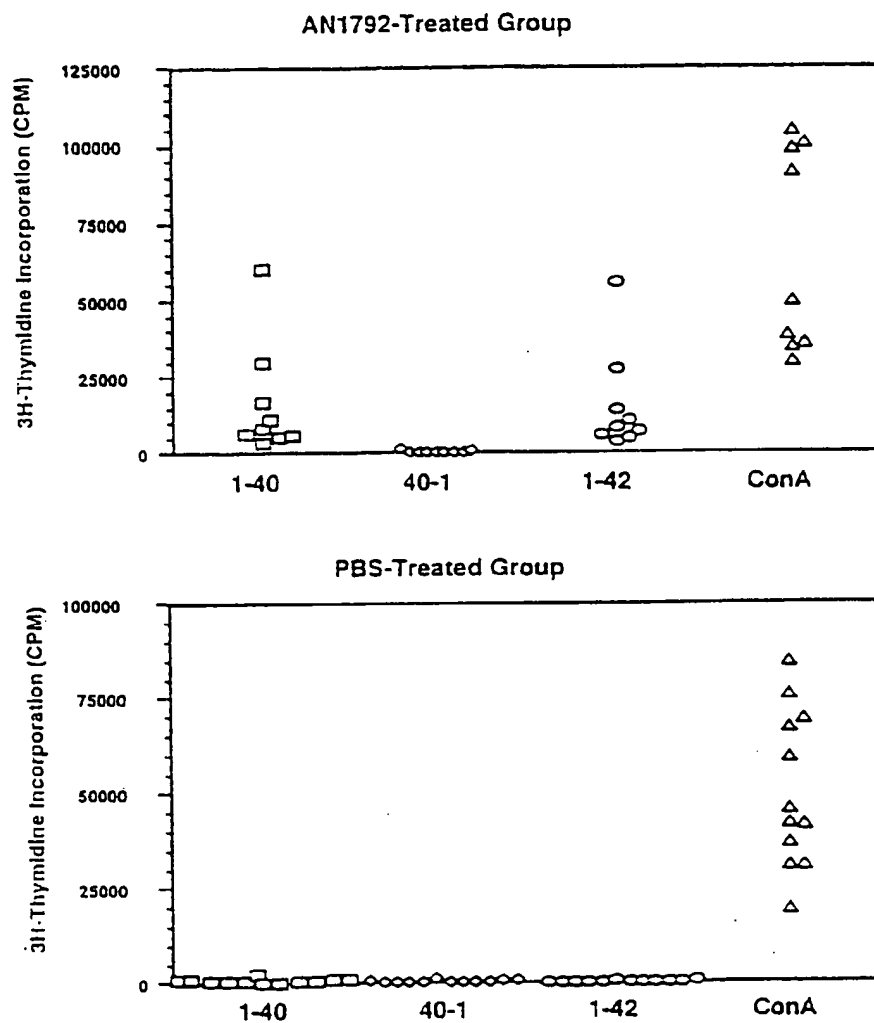 AN1792-Treated Group
3H-Thymidine Incorporation (CPM)
125000
100000
75000
50000
25000
0
1-40 40-1 1-42 ConA
PBS-Treated Group
3H-Thymidine Incorporation (CPM)
100000
75000
50000
25000
0
1-40 40-1 1-42 ConA